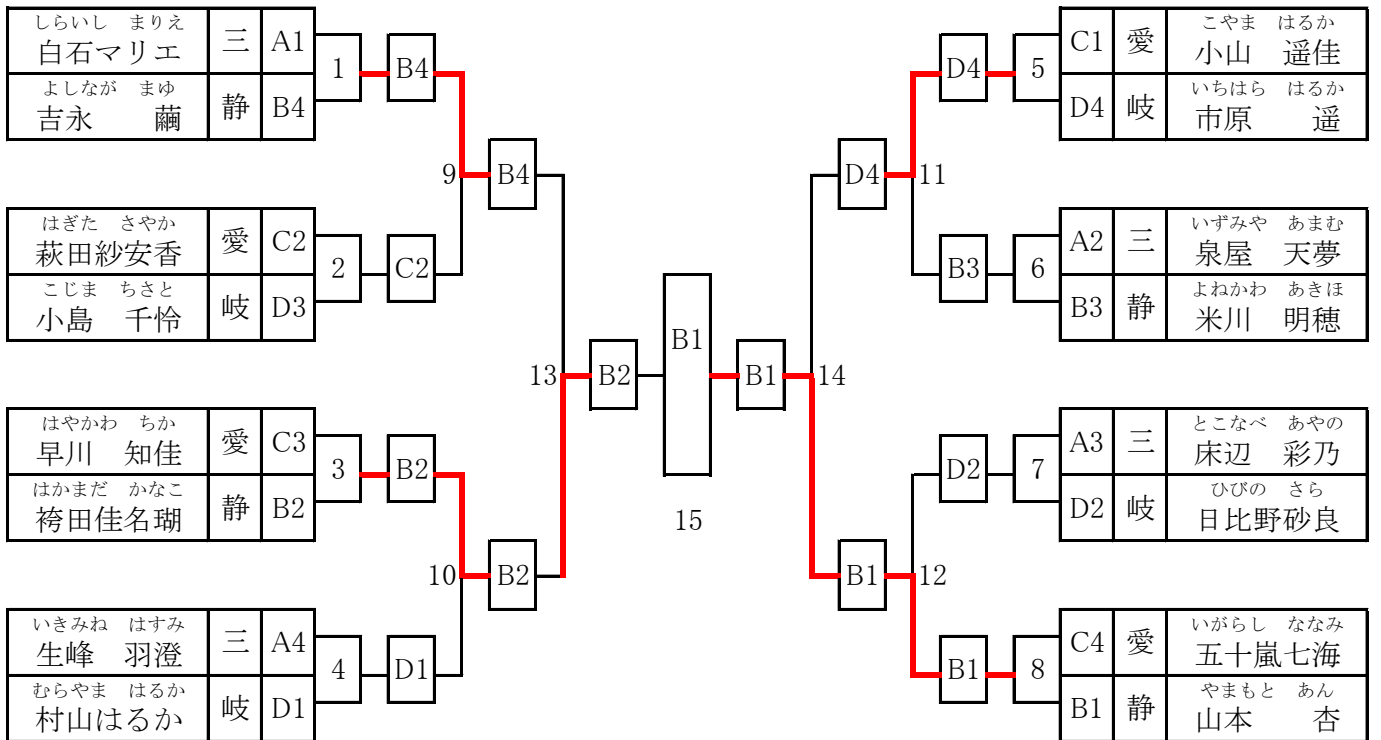 しらいし　まりえ
白石マリエ 三 A1
よしなが　まゆ
吉永　　繭 静 B4
1 B4
はぎた　さやか
萩田紗安香 愛 C2
こじま　ちさと
小島　千怜 岐 D3
2 C2
9 B4
はやかわ　ちか
早川　知佳 愛 C3
はかまだ　かなこ
袴田佳名瑚 静 B2
3 B2
いきみね　はすみ
生峰　羽澄 三 A4
むらやま　はるか
村山はるか 岐 D1
4 D1
10 B2
13 B2
B1
15
B1 14
D4 11
D4 5
C1 愛 こやま　はるか
小山　遥佳
D4 岐 いちはら　はるか
市原　　遥
B3 6
A2 三 いずみや　あまむ
泉屋　天夢
B3 静 よねかわ　あきほ
米川　明穂
B1 12
D2 7
A3 三 とこなべ　あやの
床辺　彩乃
D2 岐 ひびの　さら
日比野砂良
B1 8
C4 愛 いがらし　ななみ
五十嵐七海
B1 静 やまもと　あん
山本　　杏